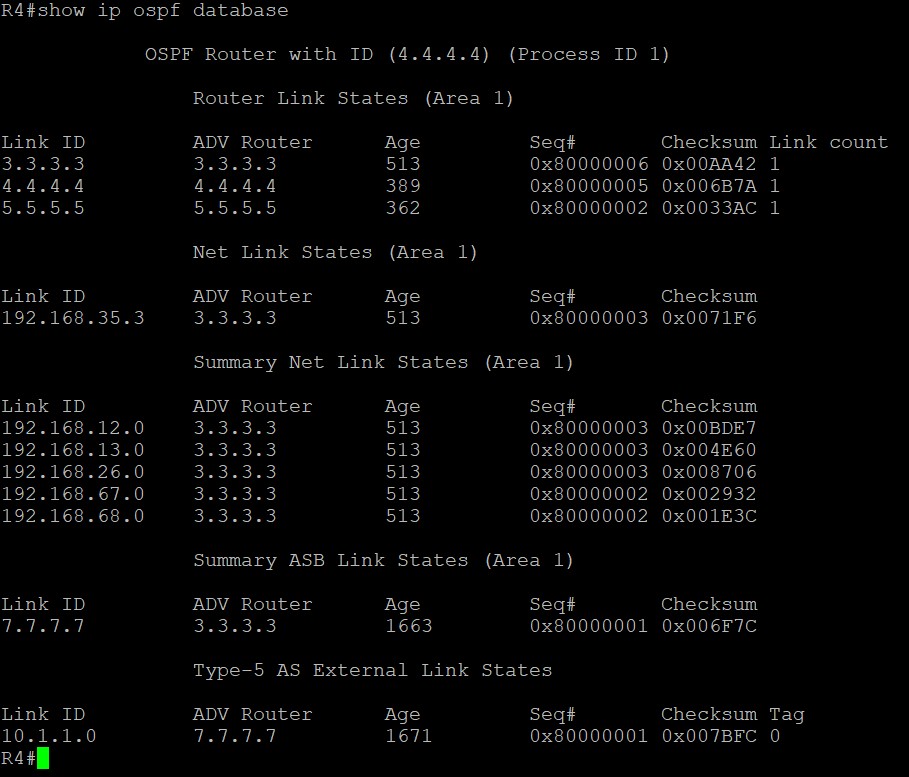 R4#show ip ospf database
OSPF Router with ID (4.4.4.4) (Process ID 1)
Router Link States (Area 1)
Link ID ADV Router Age Seq# Checksum Link count
3.3.3.3 3.3.3.3 513 0x80000006 0x00AA42 1
4.4.4.4 4.4.4.4 389 0x80000005 0x006B7A 1
5.5.5.5 5.5.5.5 362 0x80000002 0x0033AC 1
Net Link States (Area 1)
Link ID ADV Router Age Seq# Checksum
192.168.35.3 3.3.3.3 513 0x80000003 0x0071F6
Summary Net Link States (Area 1)
Link ID ADV Router Age Seq# Checksum
192.168.12.0 3.3.3.3 513 0x80000003 0x00BDE7
192.168.13.0 3.3.3.3 513 0x80000003 0x004E60
192.168.26.0 3.3.3.3 513 0x80000003 0x008706
192.168.67.0 3.3.3.3 513 0x80000002 0x002932
192.168.68.0 3.3.3.3 513 0x80000002 0x001E3C
Summary ASB Link States (Area 1)
Link ID ADV Router Age Seq# Checksum
7.7.7.7 3.3.3.3 1663 0x80000001 0x006F7C
Type-5 AS External Link States
Link ID ADV Router Age Seq# Checksum Tag
10.1.1.0 7.7.7.7 1671 0x80000001 0x007BFC 0
R4#